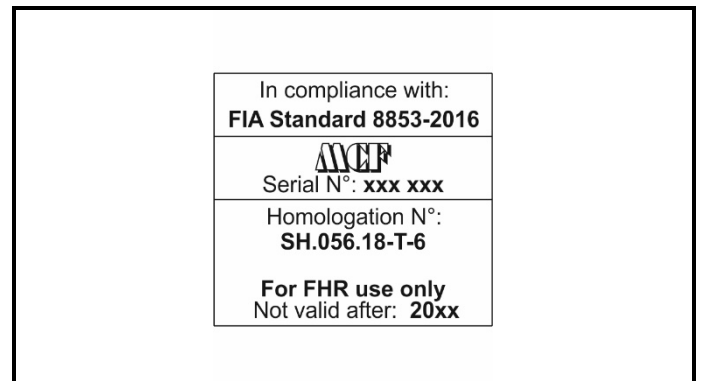 In compliance with:
FIA Standard 8853-2016
MCF
Serial N°: xxx xxx
Homologation N°:
SH.056.18-T-6
For FHR use only
Not valid after: 20xx